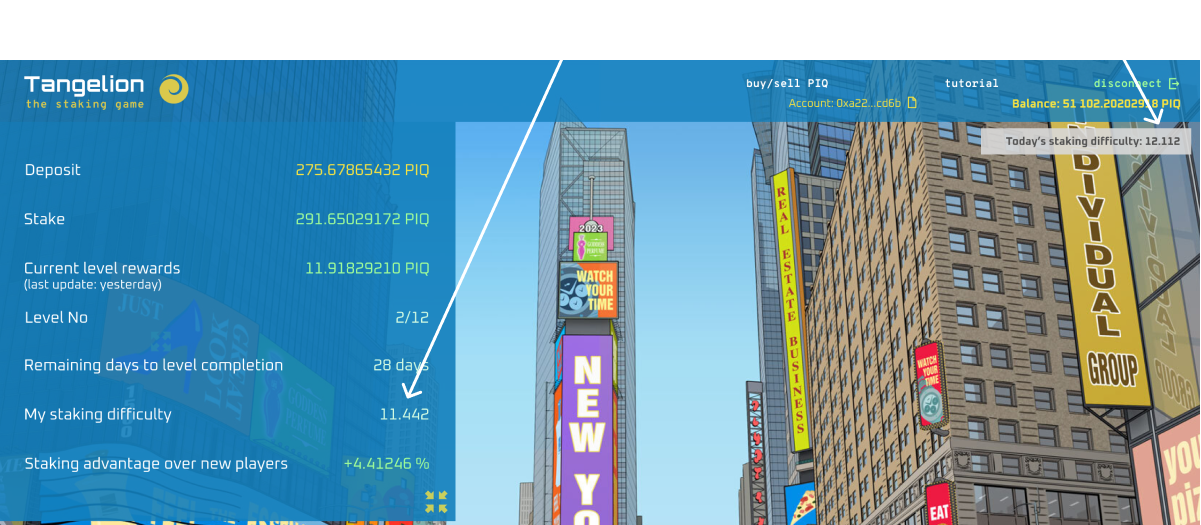 Tangelion
the staking game
buy/sell PIQ
tutorial
disconnect
Account: 0xa22...cd6b
Balance: 51 102.20202918 PIQ
Today's staking difficulty: 12.112
Deposit 275.67865432 PIQ
Stake 291.65029172 PIQ
Current level rewards 11.91829210 PIQ
(last update: yesterday)
Level No 2/12
Remaining days to level completion 28 days
My staking difficulty 11.442
Staking advantage over new players +4.41246 %
JUST
2023
WATCH
YOUR
TIME
NEW YO
REAL ESTATE BUSINESS
WATCH
YOUR
TIME
EAT
DIVIDUAL
GROUP
you
pi